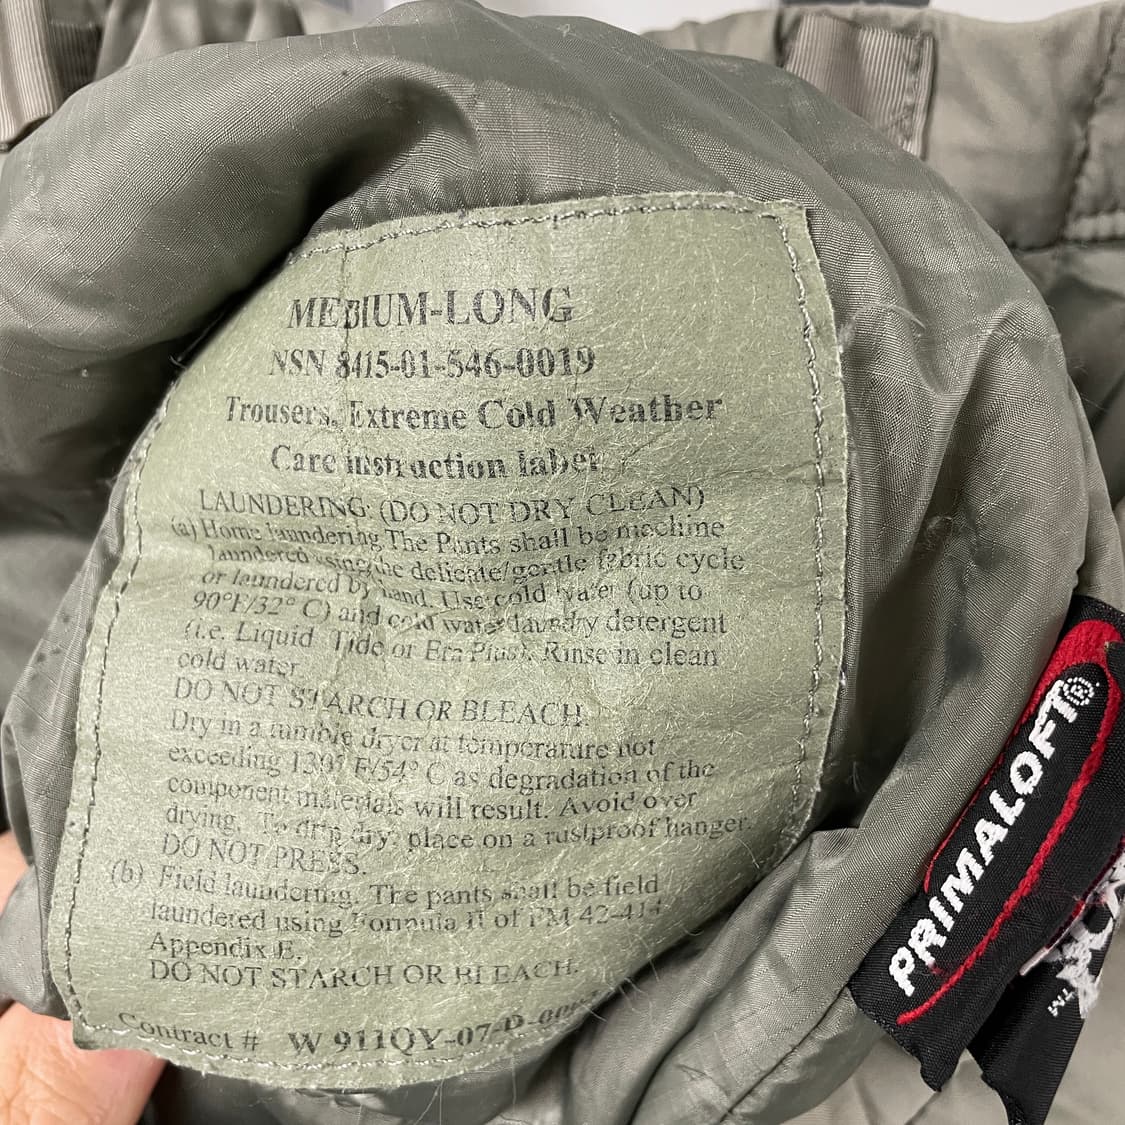 MEDIUM-LONG
NSN 8415-01-546-0019
Trousers, Extreme Cold Weather
Care instruction label
LAUNDERING: (DO NOT DRY CLEAN)
(a) Home laundering The Pants shall be machine
laundered using the delicate/gentle fabric cycle
or laundered by hand. Use cold water (up to
90°F/32° C) and cold water laundry detergent
(i.e. Liquid Tide or Era Plus). Rinse in clean
cold water.
DO NOT STARCH OR BLEACH.
Dry in a tumble dryer at temperature not
exceeding 130° F/54° C as degradation of the
component materials will result. Avoid over
drying. To drip dry, place on a rustproof hanger.
DO NOT PRESS.
(b) Field laundering. The pants shall be field
laundered using Formula II of FM 42-414
Appendix E.
DO NOT STARCH OR BLEACH.
Contract # W 911QY-07-D-
PRIMALOFT®
TM